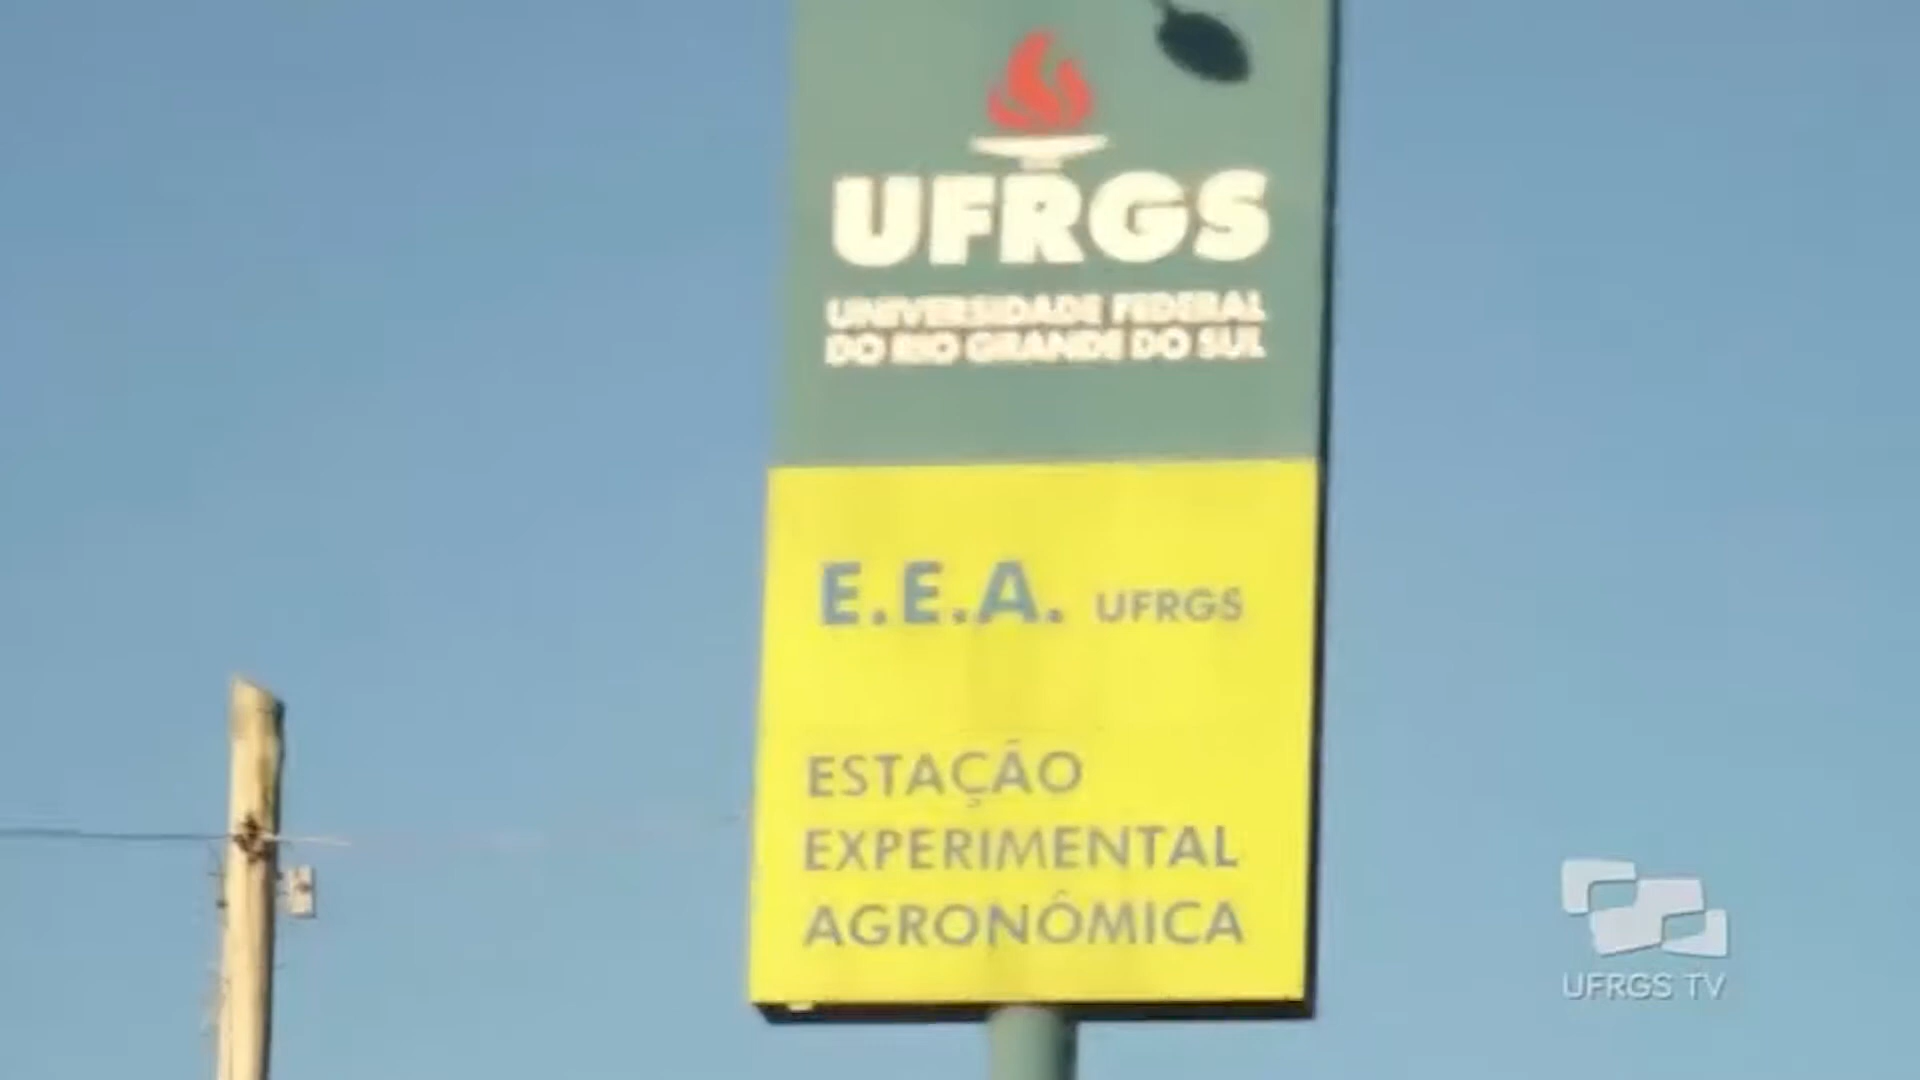 UFRGS
UNIVERSIDADE FEDERAL
DO RIO GRANDE DO SUL
E.E.A. UFRGS
ESTAÇÃO
EXPERIMENTAL
AGRONÔMICA
UFRGS TV